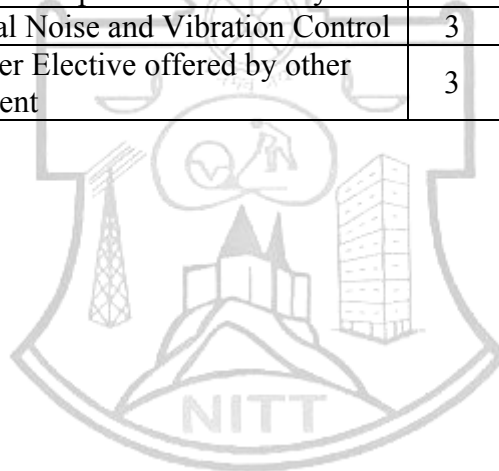 al Noise and Vibration Control 3
er Elective offered by other
ent 3
NITT